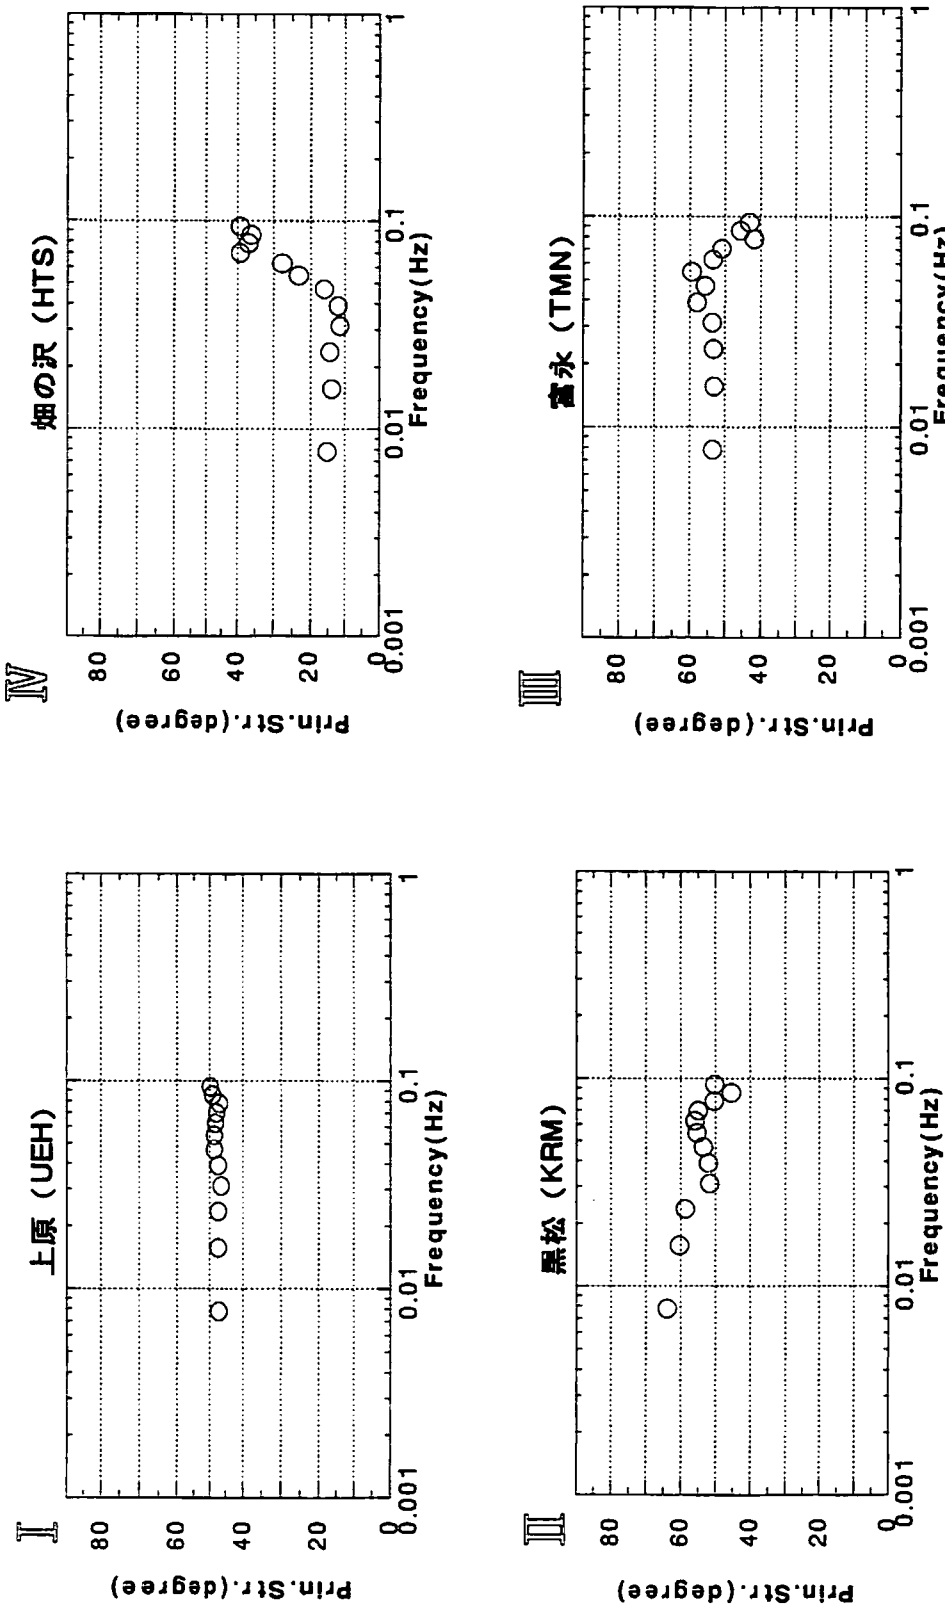 I
上原 (UEH)
Prin.Str.(degree)
80
60
40
20
0
0.001
0.01
0.1
1
Frequency(Hz)
IV
畑の沢 (HTS)
Prin.Str.(degree)
80
60
40
20
0
0.001
0.01
0.1
1
Frequency(Hz)
II
黒松 (KRM)
Prin.Str.(degree)
80
60
40
20
0
0.001
0.01
0.1
1
Frequency(Hz)
III
富永 (TMN)
Prin.Str.(degree)
80
60
40
20
0
0.001
0.01
0.1
1
Frequency(Hz)